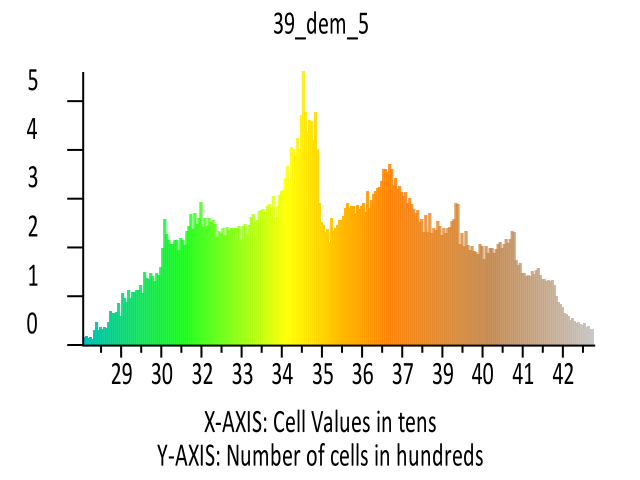 39_dem_5
5
4
3
2
1
0
29 30 32 33 34 35 37 39 40 41 42
X-AXIS: Cell Values in tens
Y-AXIS: Number of cells in hundreds